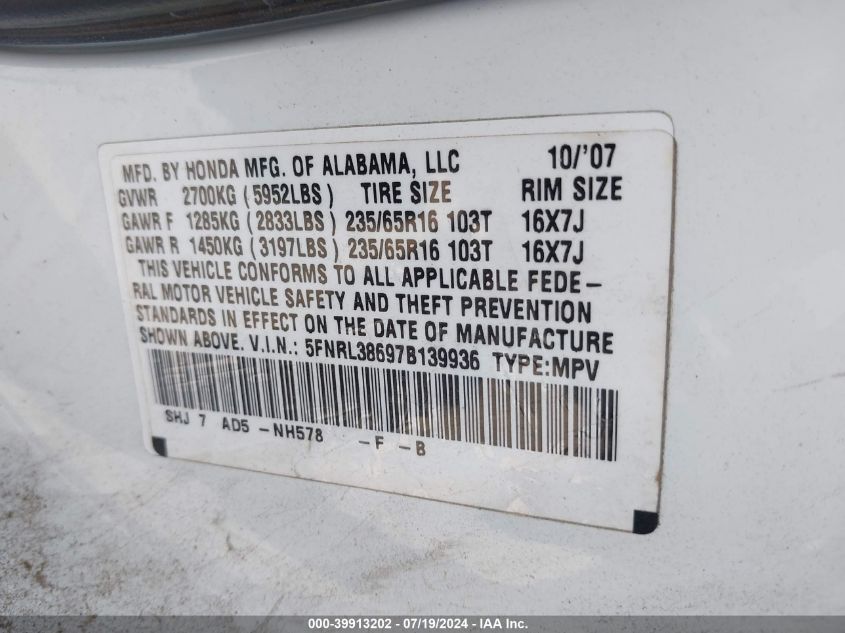 MFD. BY HONDA MFG. OF ALABAMA, LLC 10/'07
GVWR 2700KG (5952LBS) TIRE SIZE RIM SIZE
GAWR F 1285KG (2833LBS) 235/65R16 103T 16X7J
GAWR R 1450KG (3197LBS) 235/65R16 103T 16X7J
THIS VEHICLE CONFORMS TO ALL APPLICABLE FEDE-
RAL MOTOR VEHICLE SAFETY AND THEFT PREVENTION
STANDARDS IN EFFECT ON THE DATE OF MANUFACTURE
SHOWN ABOVE. V.I.N.: 5FNRL38697B139936 TYPE:MPV
SHJ 7 AD5 -NH578 -F -B
000-39913202 - 07/19/2024 - IAA Inc.